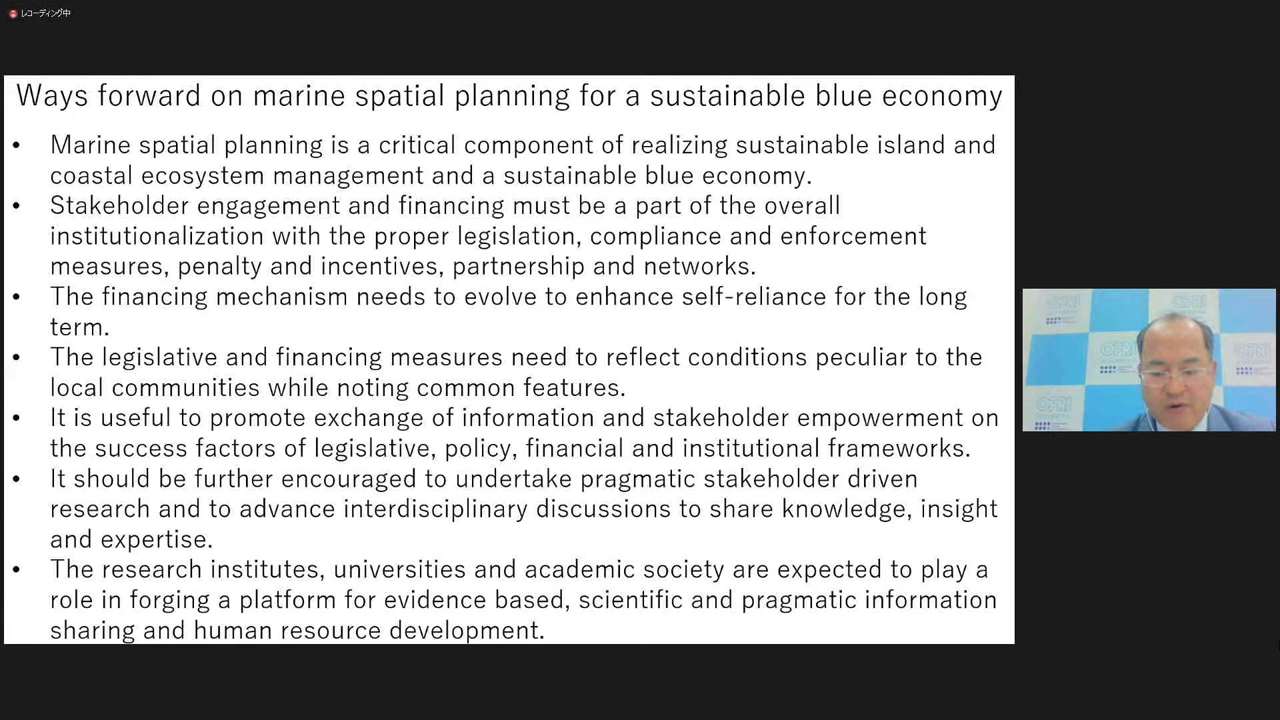 レコーディング中
Ways forward on marine spatial planning for a sustainable blue economy
• Marine spatial planning is a critical component of realizing sustainable island and
coastal ecosystem management and a sustainable blue economy.
• Stakeholder engagement and financing must be a part of the overall
institutionalization with the proper legislation, compliance and enforcement
measures, penalty and incentives, partnership and networks.
• The financing mechanism needs to evolve to enhance self-reliance for the long
term.
• The legislative and financing measures need to reflect conditions peculiar to the
local communities while noting common features.
• It is useful to promote exchange of information and stakeholder empowerment on
the success factors of legislative, policy, financial and institutional frameworks.
• It should be further encouraged to undertake pragmatic stakeholder driven
research and to advance interdisciplinary discussions to share knowledge, insight
and expertise.
• The research institutes, universities and academic society are expected to play a
role in forging a platform for evidence based, scientific and pragmatic information
sharing and human resource development.
OPRI
OPRI
OPRI
OPRI